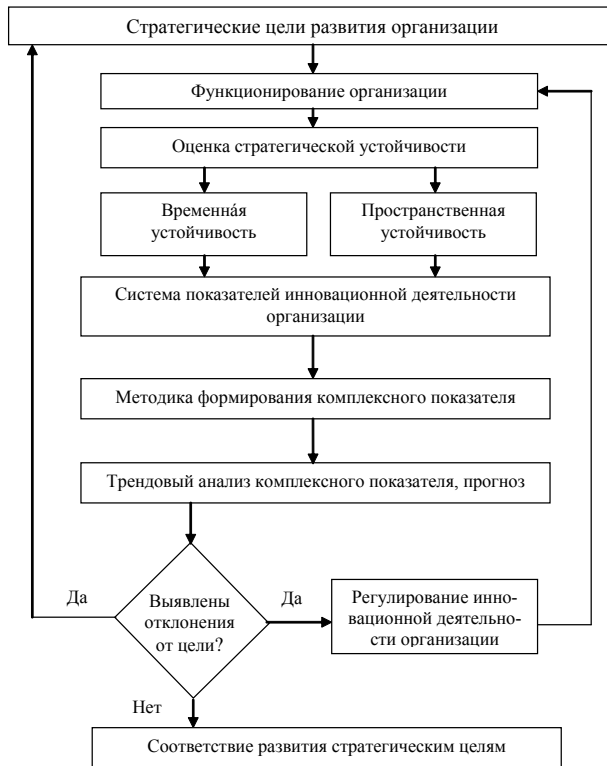 Стратегические цели развития организации
Функционирование организации
Оценка стратегической устойчивости
Временна́я
устойчивость
Пространственная
устойчивость
Система показателей инновационной деятельности
организации
Методика формирования комплексного показателя
Трендовый анализ комплексного показателя, прогноз
Да
Выявлены
отклонения
от цели?
Да
Регулирование инно-
вационной деятельно-
сти организации
Нет
Соответствие развития стратегическим целям